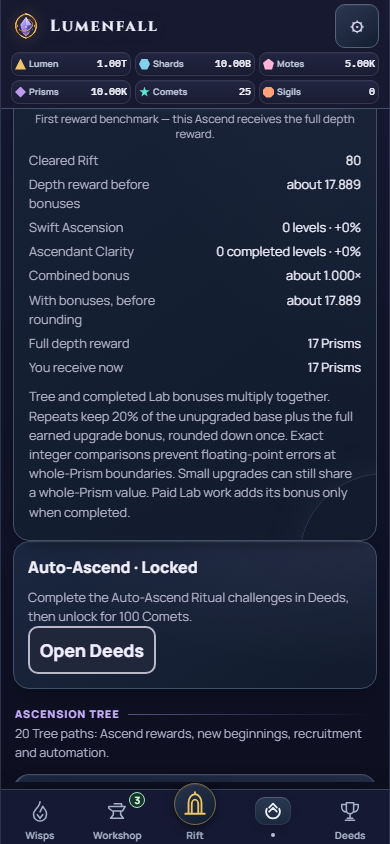 LUMENFALL
Lumen 1.00T
Shards 10.00B
Motes 5.00K
Prisms 10.00K
Comets 25
Sigils 0
First reward benchmark — this Ascend receives the full depth
reward.
Cleared Rift 80
Depth reward before about 17.889
bonuses
Swift Ascension 0 levels · +0%
Ascendant Clarity 0 completed levels · +0%
Combined bonus about 1.000×
With bonuses, before about 17.889
rounding
Full depth reward 17 Prisms
You receive now 17 Prisms
Tree and completed Lab bonuses multiply together.
Repeats keep 20% of the unupgraded base plus the full
earned upgrade bonus, rounded down once. Exact
integer comparisons prevent floating-point errors at
whole-Prism boundaries. Small upgrades can still share
a whole-Prism value. Paid Lab work adds its bonus only
when completed.
Auto-Ascend · Locked
Complete the Auto-Ascend Ritual challenges in Deeds,
then unlock for 100 Comets.
Open Deeds
ASCENSION TREE
20 Tree paths: Ascend rewards, new beginnings, recruitment
and automation.
3
Wisps
Workshop
Rift
Deeds